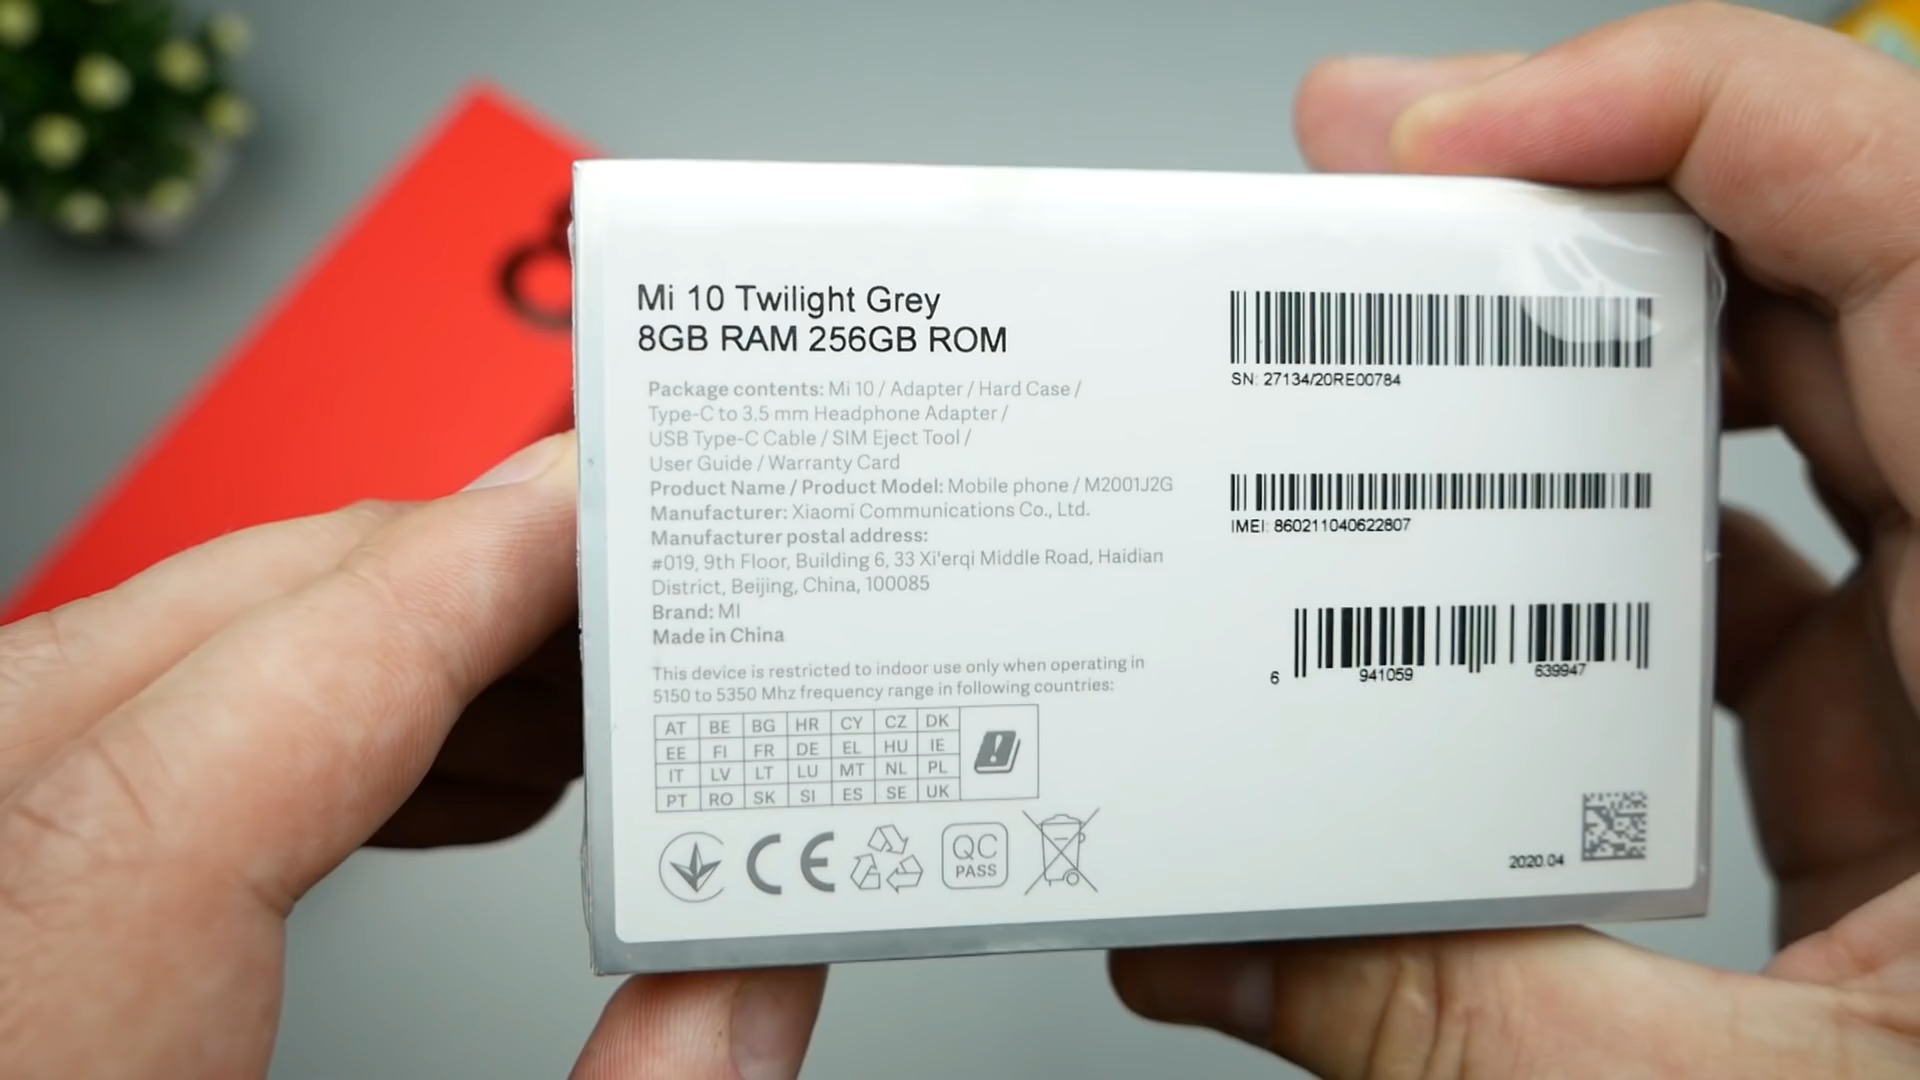 Mi 10 Twilight Grey
8GB RAM 256GB ROM
Package contents: Mi 10 / Adapter / Hard Case /
Type-C to 3.5 mm Headphone Adapter /
USB Type-C Cable / SIM Eject Tool /
User Guide / Warranty Card
Product Name / Product Model: Mobile phone / M2001J2G
Manufacturer: Xiaomi Communications Co., Ltd.
Manufacturer postal address:
#019, 9th Floor, Building 6, 33 Xi'erqi Middle Road, Haidian
District, Beijing, China, 100085
Brand: MI
Made in China
This device is restricted to indoor use only when operating in
5150 to 5350 Mhz frequency range in following countries:
AT BE BG HR CY CZ DK
EE FI FR DE EL HU IE
IT LV LT LU MT NL PL
PT RO SK SI ES SE UK
CE
QC
PASS
SN: 27134/20RE00784
IMEI: 860211040622807
6 941059 639947
2020.04
8